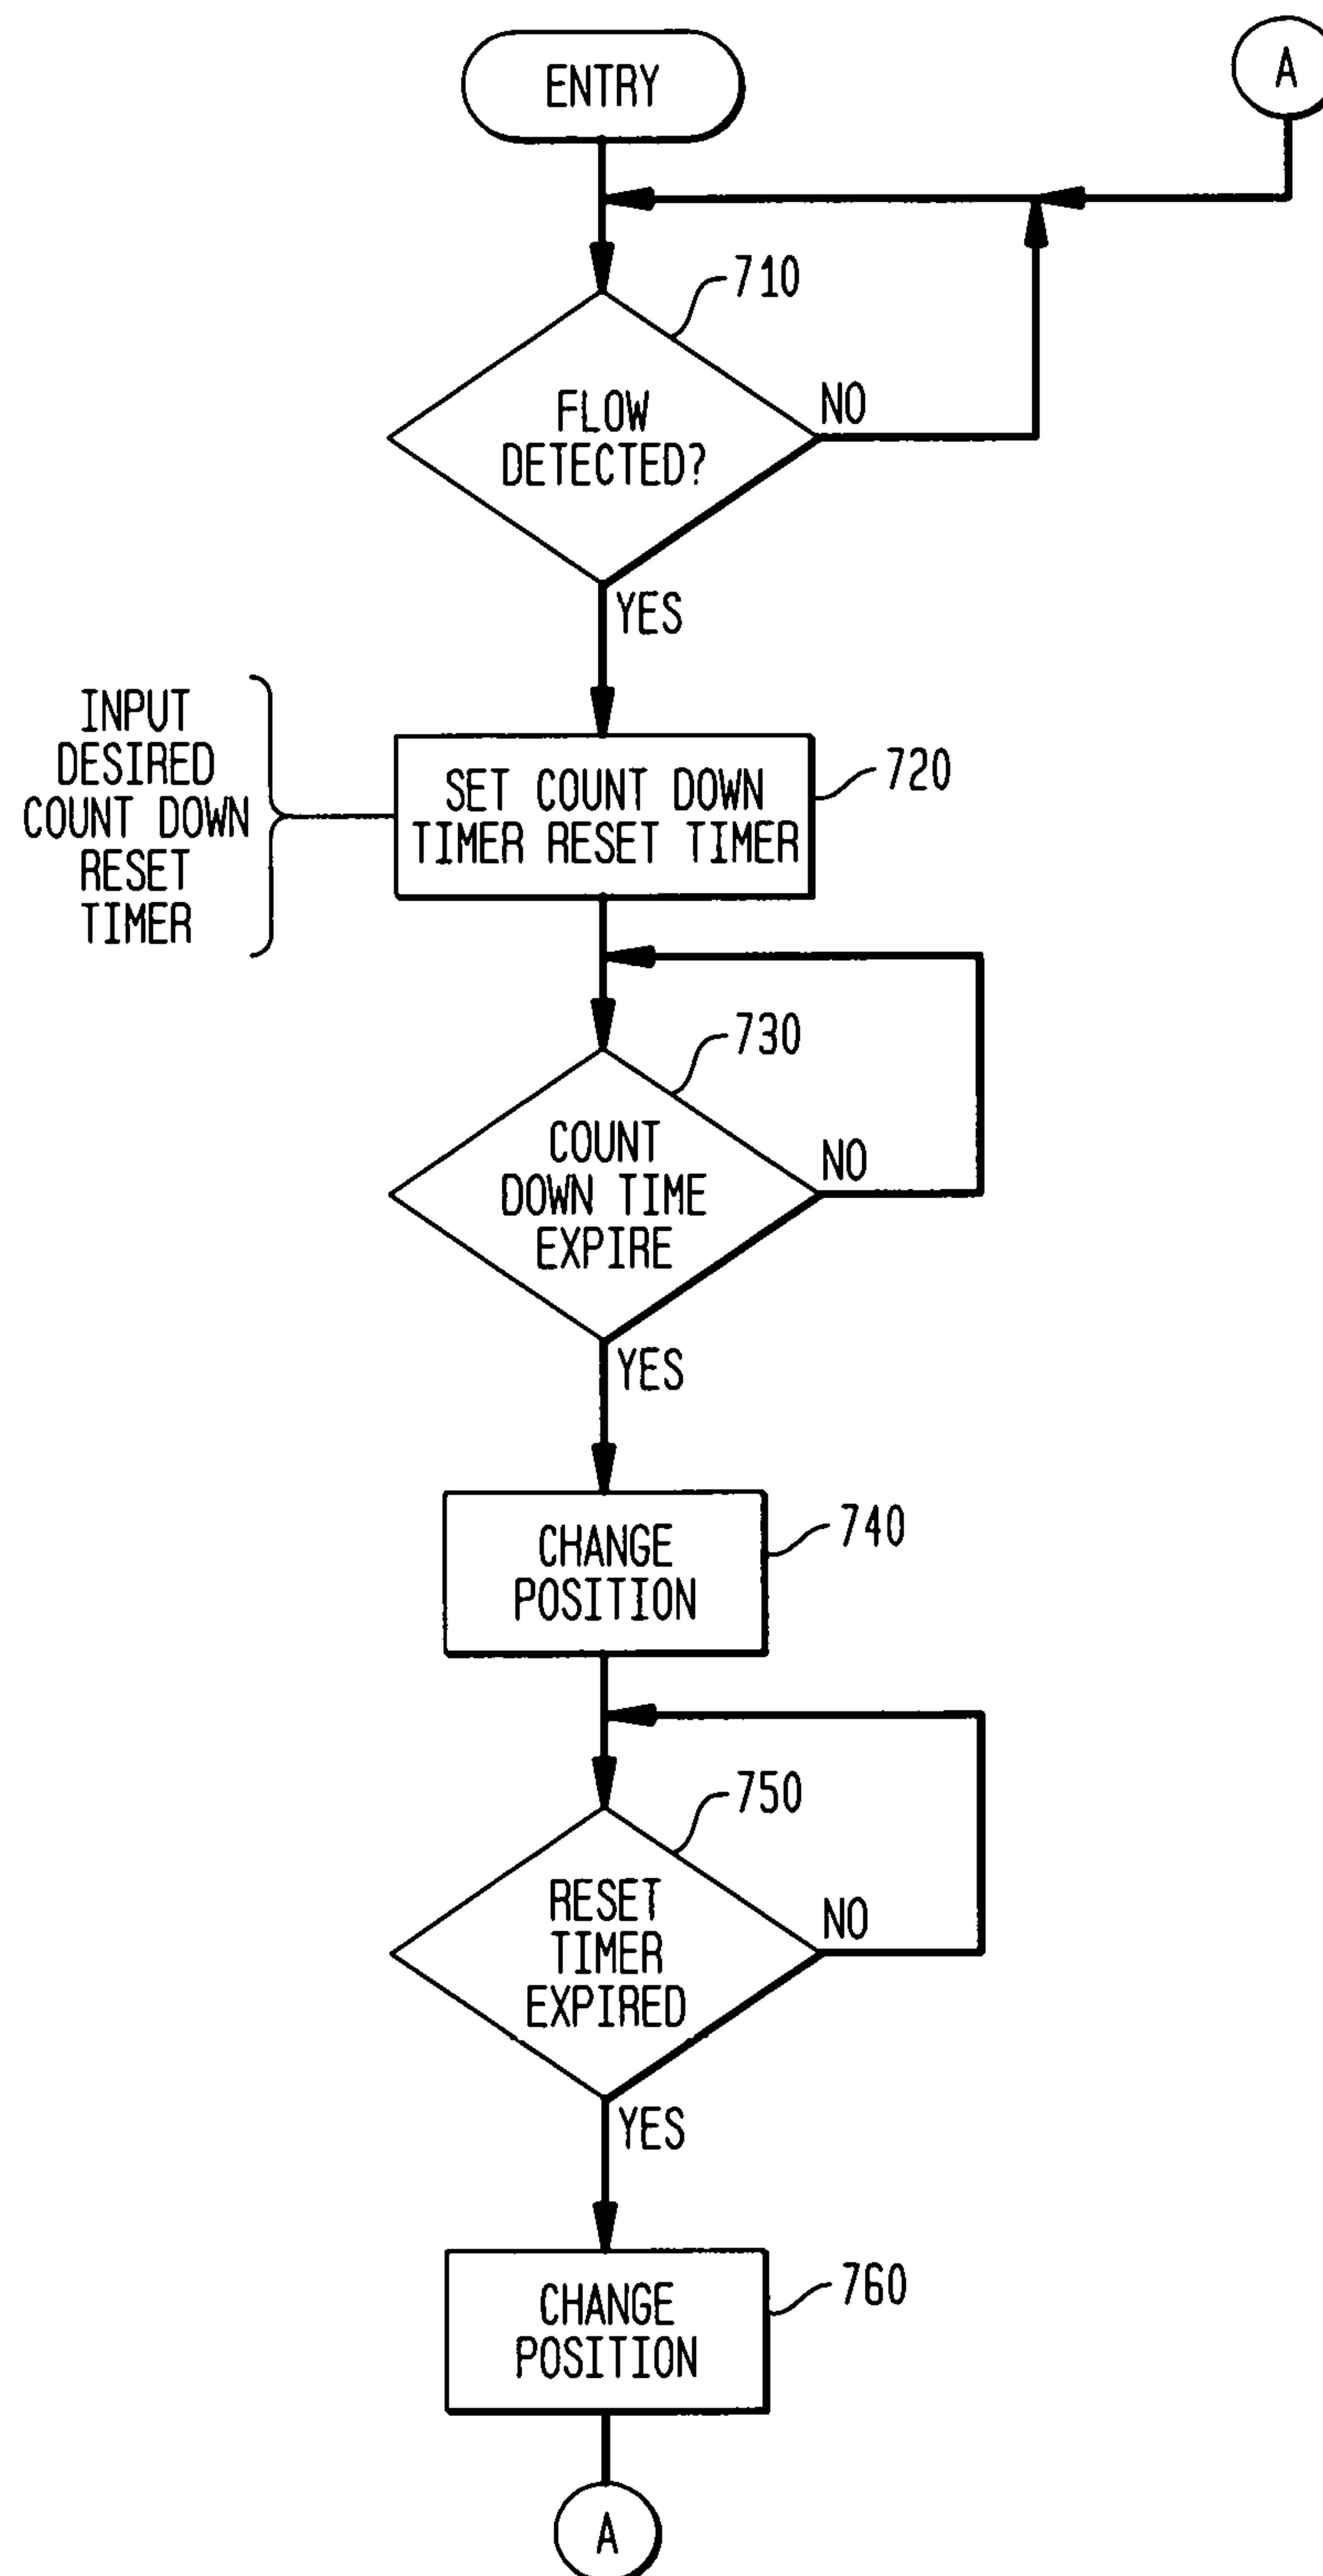 ENTRY
A
710
FLOW
DETECTED?
NO
YES
INPUT
DESIRED
COUNT DOWN
RESET
TIMER
SET COUNT DOWN
TIMER RESET TIMER
720
730
COUNT
DOWN TIME
EXPIRE
NO
YES
CHANGE
POSITION
740
750
RESET
TIMER
EXPIRED
NO
YES
CHANGE
POSITION
760
A